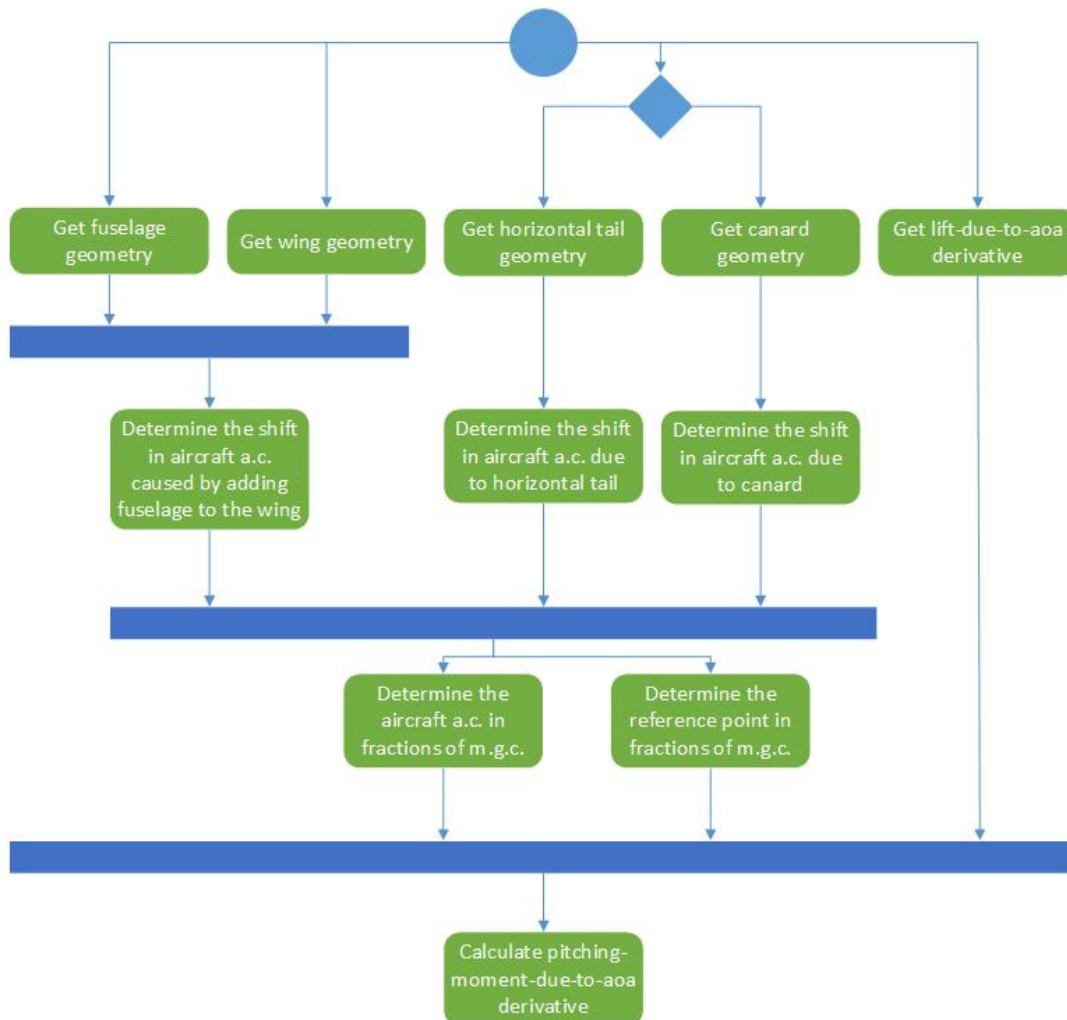 Get fuselage
geometry
Get wing geometry
Get horizontal tail
geometry
Get canard
geometry
Get lift-due-to-aoa
derivative
Determine the shift
in aircraft a.c.
caused by adding
fuselage to the wing
Determine the shift
in aircraft a.c. due
to horizontal tail
Determine the shift
in aircraft a.c. due
to canard
Determine the
aircraft a.c. in
fractions of m.g.c.
Determine the
reference point in
fractions of m.g.c.
Calculate pitching-
moment-due-to-aoa
derivative